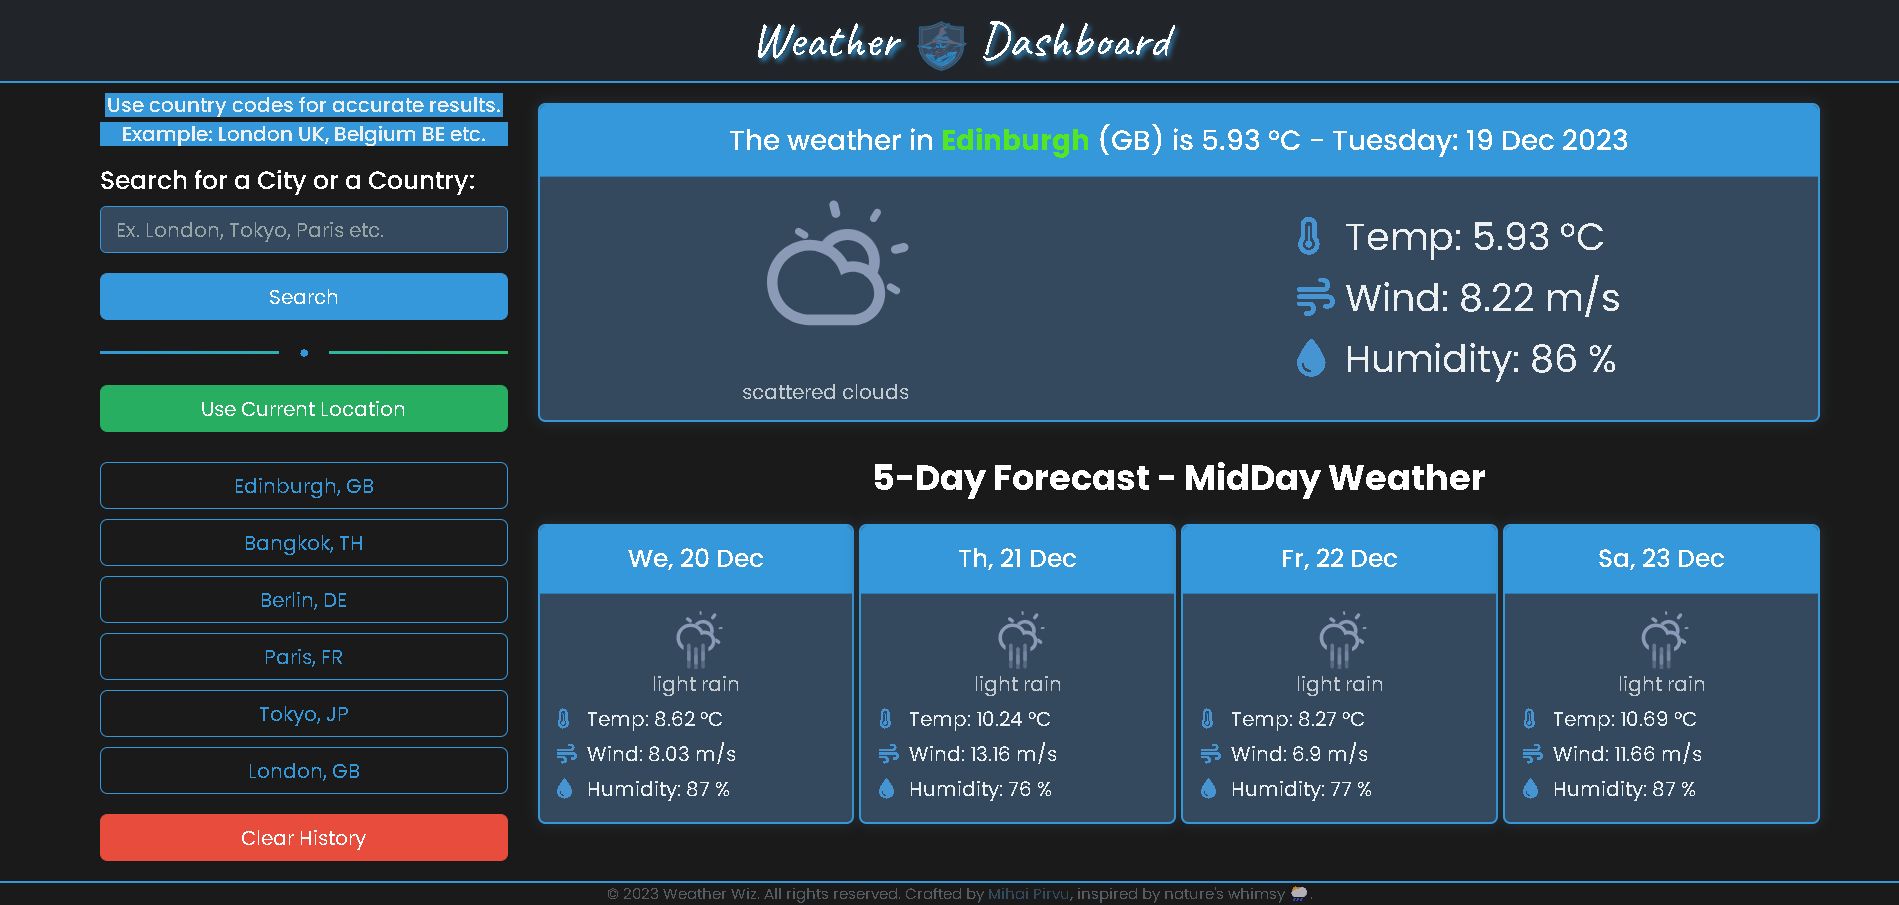 Weather Dashboard
Use country codes for accurate results.
Example: London UK, Belgium BE etc.
Search for a City or a Country:
Ex. London, Tokyo, Paris etc.
Search
Use Current Location
Edinburgh, GB
Bangkok, TH
Berlin, DE
Paris, FR
Tokyo, JP
London, GB
Clear History
The weather in Edinburgh (GB) is 5.93 °C - Tuesday: 19 Dec 2023
scattered clouds
Temp: 5.93 °C
Wind: 8.22 m/s
Humidity: 86 %
5-Day Forecast - MidDay Weather
We, 20 Dec
light rain
Temp: 8.62 °C
Wind: 8.03 m/s
Humidity: 87 %
Th, 21 Dec
light rain
Temp: 10.24 °C
Wind: 13.16 m/s
Humidity: 76 %
Fr, 22 Dec
light rain
Temp: 8.27 °C
Wind: 6.9 m/s
Humidity: 77 %
Sa, 23 Dec
light rain
Temp: 10.69 °C
Wind: 11.66 m/s
Humidity: 87 %
© 2023 Weather Wiz. All rights reserved. Crafted by Mihai Pirvu, inspired by nature's whimsy 🌦️.